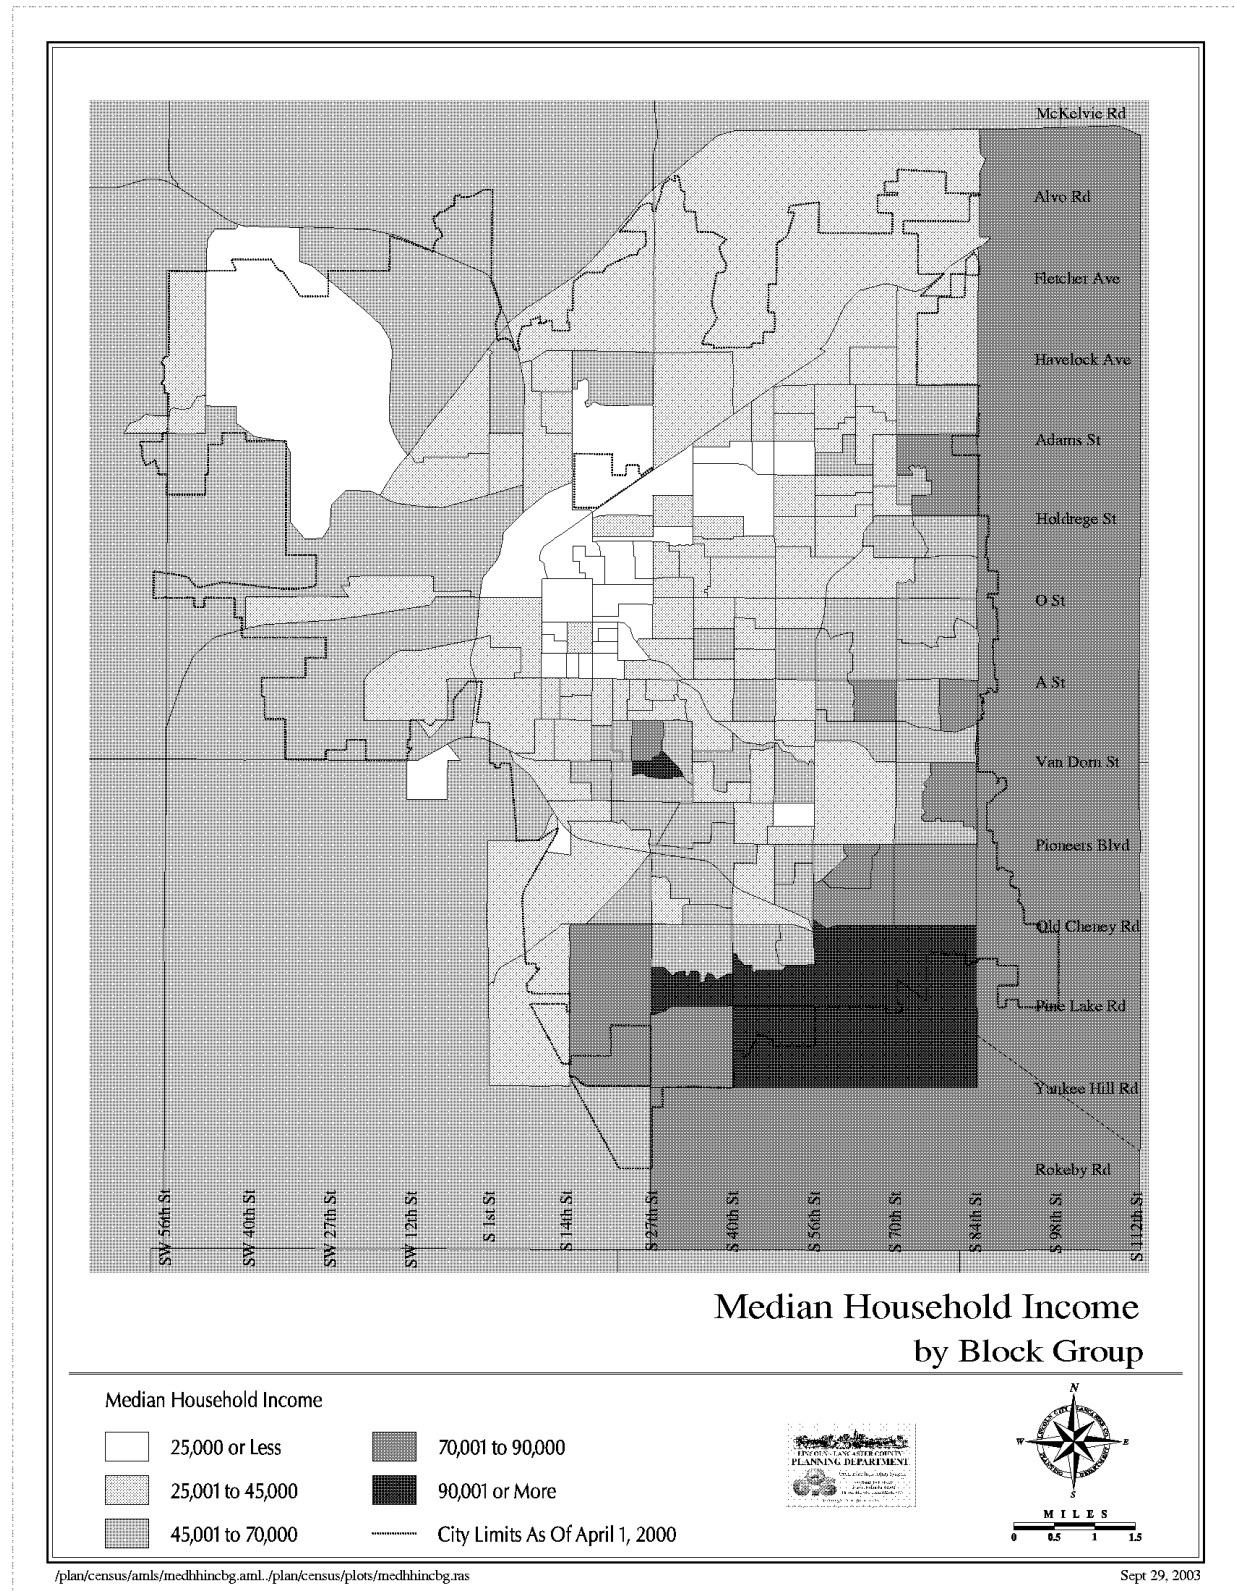 McKelvie Rd
Alvo Rd
Fletcher Ave
Havelock Ave
Adams St
Holdrege St
O St
A St
Van Dorn St
Pioneers Blvd
Old Cheney Rd
Pine Lake Rd
Yankee Hill Rd
Rokeby Rd
SW 56th St
SW 40th St
SW 27th St
SW 12th St
S 1st St
S 14th St
S 27th St
S 40th St
S 56th St
S 70th St
S 84th St
S 98th St
S 112th St
Median Household Income
by Block Group
Median Household Income
25,000 or Less
25,001 to 45,000
45,001 to 70,000
70,001 to 90,000
90,001 or More
City Limits As Of April 1, 2000
LINCOLN - LANCASTER COUNTY
PLANNING DEPARTMENT
N
W
E
S
MILES
0 0.5 1 1.5
/plan/census/amls/medhhincbg.aml../plan/census/plots/medhhincbg.ras
Sept 29, 2003